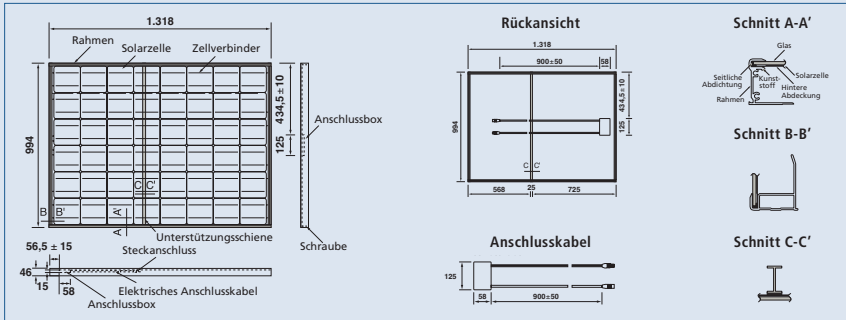 1.318
Rahmen
Solarzelle
Zellverbinder
994
434,5 ± 10
125
Anschlussbox
C C'
B B'
A'
A
Unterstützungsschiene
Steckanschluss
Schraube
56,5 ± 15
46
15
58
Elektrisches Anschlusskabel
Anschlussbox
Rückansicht
1.318
900±50
58
994
434,5 ± 10
125
C C'
568
25
725
Anschlusskabel
125
58
900±50
Schnitt A-A'
Glas
Seitliche
Abdichtung
Kunst-
stoff
Solarzelle
Hintere
Abdeckung
Rahmen
Schnitt B-B'
Schnitt C-C'